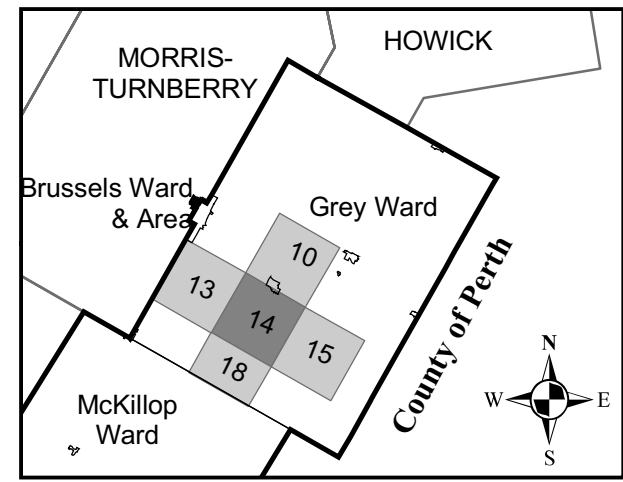 HOWICK
MORRIS-
TURNBERRY
Brussels Ward
& Area
Grey Ward
10
13
14
15
18
County of Perth
McKillop
Ward
N
W
E
S